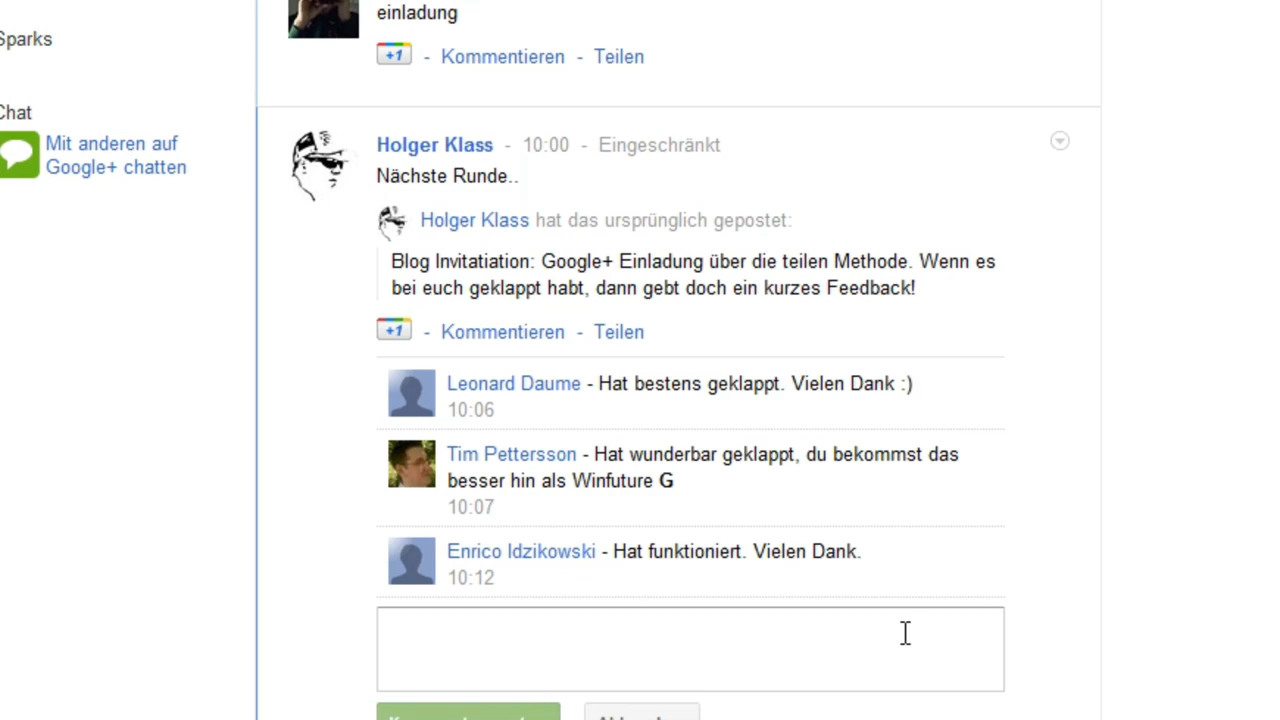 einladung
Sparks
+1 - Kommentieren - Teilen
Chat
Mit anderen auf
Google+ chatten
Holger Klass - 10:00 - Eingeschränkt
Nächste Runde..
Holger Klass hat das ursprünglich gepostet:
Blog Invitatiation: Google+ Einladung über die teilen Methode. Wenn es
bei euch geklappt habt, dann gebt doch ein kurzes Feedback!
+1 - Kommentieren - Teilen
Leonard Daume - Hat bestens geklappt. Vielen Dank :)
10:06
Tim Pettersson - Hat wunderbar geklappt, du bekommst das
besser hin als Winfuture G
10:07
Enrico Idzikowski - Hat funktioniert. Vielen Dank.
10:12